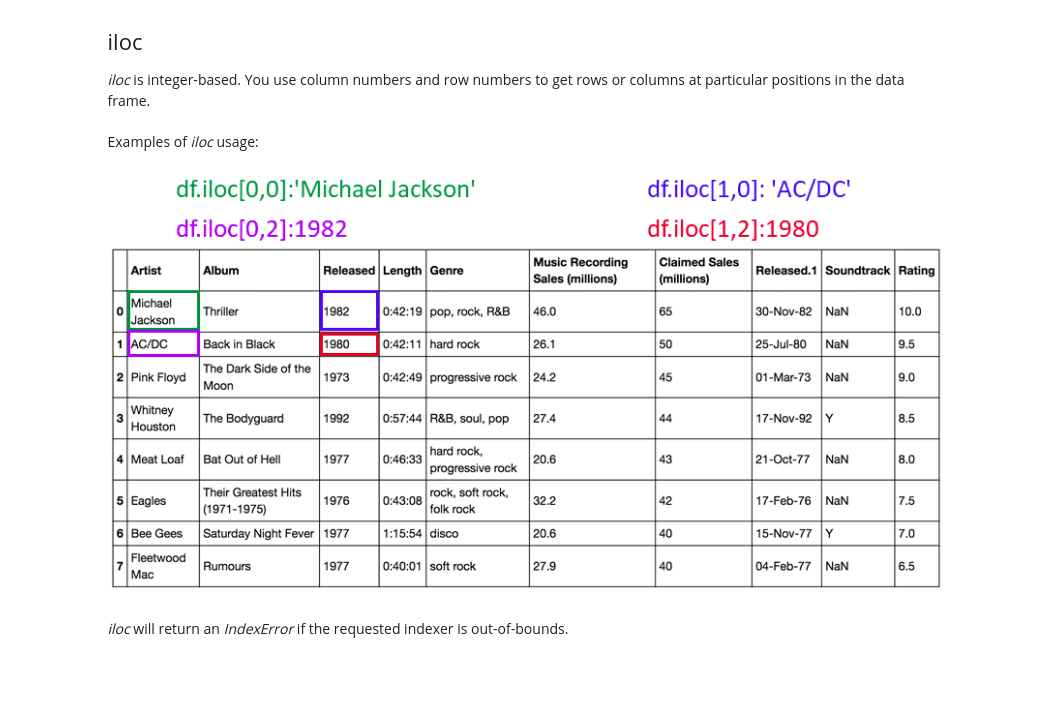 iloc
iloc is integer-based. You use column numbers and row numbers to get rows or columns at particular positions in the data
frame.
Examples of iloc usage:
df.iloc[0,0]:'Michael Jackson' df.iloc[1,0]: 'AC/DC'
df.iloc[0,2]:1982 df.iloc[1,2]:1980
Artist Album Released Length Genre Music Recording Sales (millions) Claimed Sales (millions) Released.1 Soundtrack Rating
0 Michael Jackson Thriller 1982 0:42:19 pop, rock, R&B 46.0 65 30-Nov-82 NaN 10.0
1 AC/DC Back in Black 1980 0:42:11 hard rock 26.1 50 25-Jul-80 NaN 9.5
2 Pink Floyd The Dark Side of the Moon 1973 0:42:49 progressive rock 24.2 45 01-Mar-73 NaN 9.0
3 Whitney Houston The Bodyguard 1992 0:57:44 R&B, soul, pop 27.4 44 17-Nov-92 Y 8.5
4 Meat Loaf Bat Out of Hell 1977 0:46:33 hard rock, progressive rock 20.6 43 21-Oct-77 NaN 8.0
5 Eagles Their Greatest Hits (1971-1975) 1976 0:43:08 rock, soft rock, folk rock 32.2 42 17-Feb-76 NaN 7.5
6 Bee Gees Saturday Night Fever 1977 1:15:54 disco 20.6 40 15-Nov-77 Y 7.0
7 Fleetwood Mac Rumours 1977 0:40:01 soft rock 27.9 40 04-Feb-77 NaN 6.5
iloc will return an IndexError if the requested indexer is out-of-bounds.